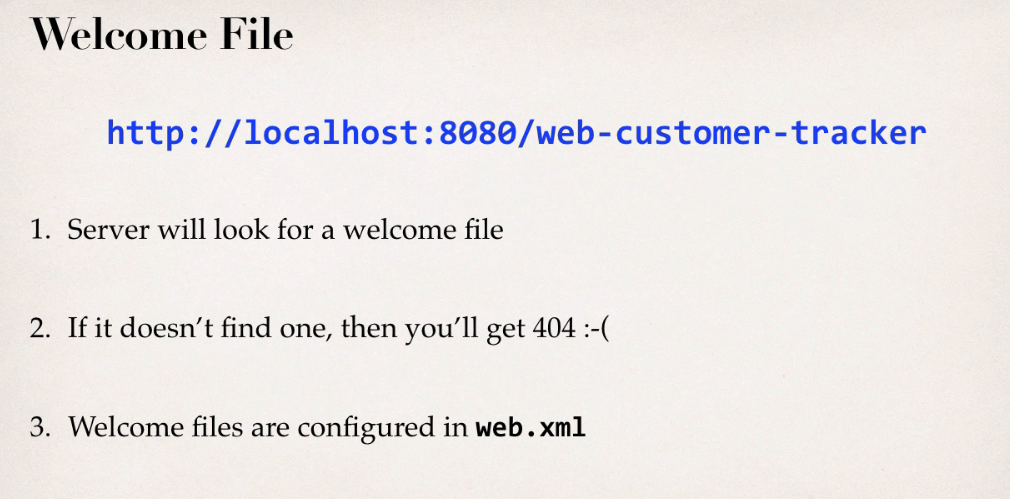 Welcome File
http://localhost:8080/web-customer-tracker
1. Server will look for a welcome file
2. If it doesn’t find one, then you’ll get 404 :-(
3. Welcome files are configured in web.xml